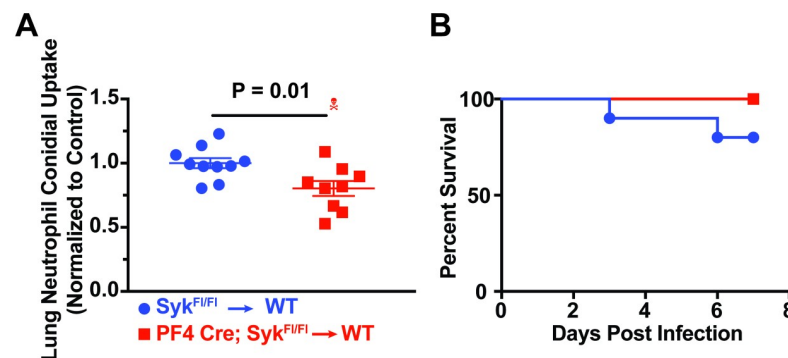 A
B
Lung Neutrophil Conidial Uptake
(Normalized to Control)
P = 0.01
1.5
1.0
0.5
0.0
Syk^Fl/Fl → WT
PF4 Cre; Syk^Fl/Fl → WT
Percent Survival
100
50
0
0 2 4 6 8
Days Post Infection